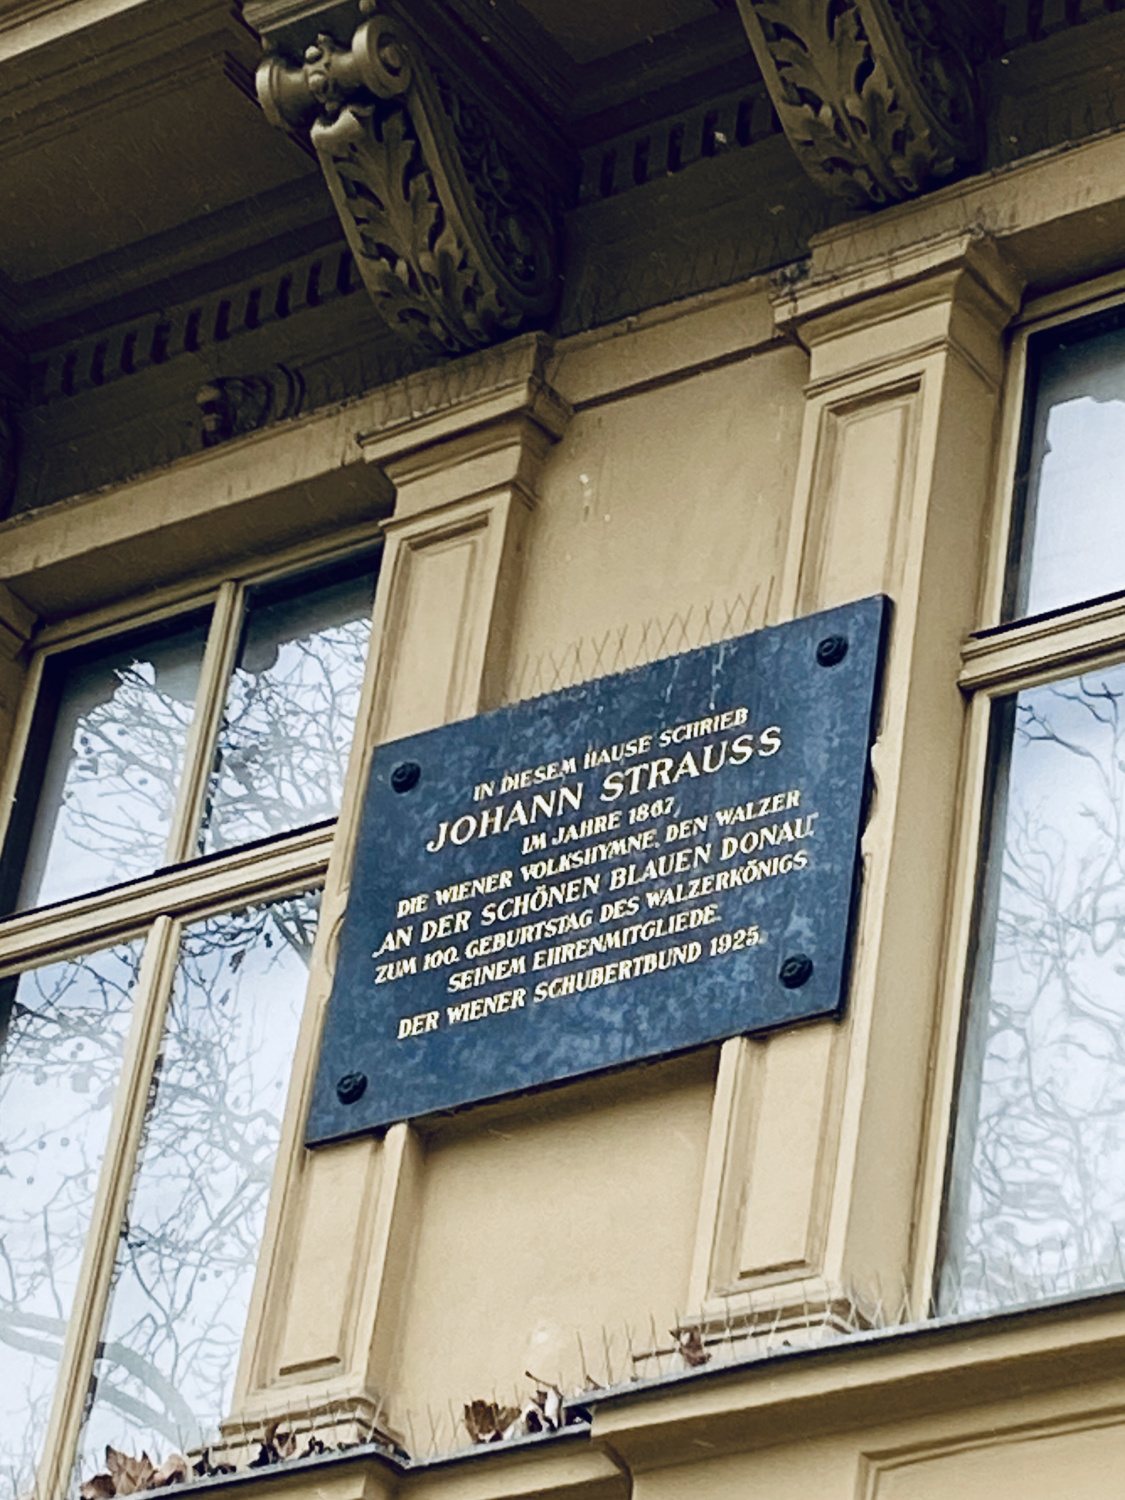 IN DIESEM HAUSE SCHRIEB
JOHANN STRAUSS
IM JAHRE 1867,
DIE WIENER VOLKSHYMNE, DEN WALZER
„AN DER SCHÖNEN BLAUEN DONAU“.
ZUM 100. GEBURTSTAG DES WALZERKÖNIGS
SEINEM EHRENMITGLIEDE.
DER WIENER SCHUBERTBUND 1925.